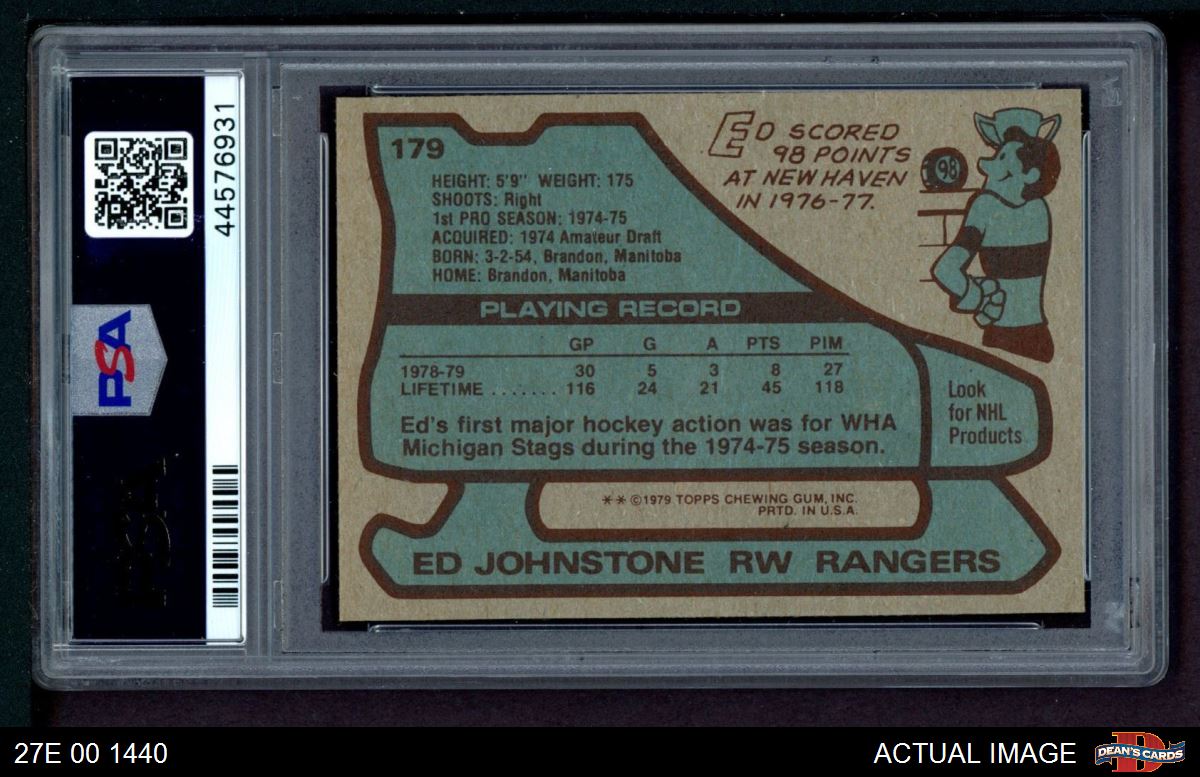 44576931
PSA
PSA
179
HEIGHT: 5'9" WEIGHT: 175
SHOOTS: Right
1st PRO SEASON: 1974-75
ACQUIRED: 1974 Amateur Draft
BORN: 3-2-54, Brandon, Manitoba
HOME: Brandon, Manitoba
ED SCORED
98 POINTS
AT NEW HAVEN
IN 1976-77.
98
PLAYING RECORD
GP G A PTS PIM
1978-79 30 5 3 8 27
LIFETIME ....... 116 24 21 45 118
Ed's first major hockey action was for WHA
Michigan Stags during the 1974-75 season.
Look
for NHL
Products
** ©1979 TOPPS CHEWING GUM, INC.
PRTD. IN U.S.A.
ED JOHNSTONE RW RANGERS
27E 00 1440
ACTUAL IMAGE
DEAN'S CARDS